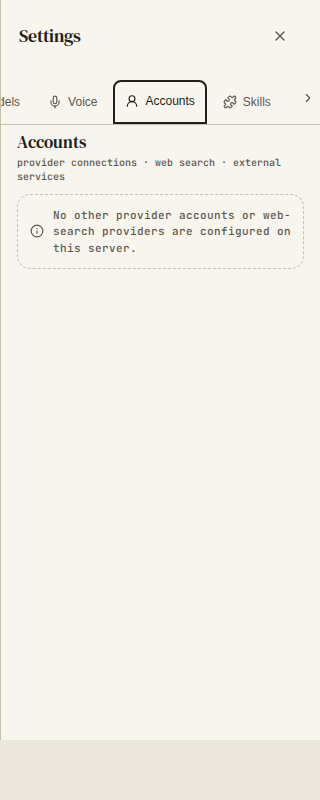 Settings
dels
Voice
Accounts
Skills
Accounts
provider connections · web search · external
services
No other provider accounts or web-
search providers are configured on
this server.